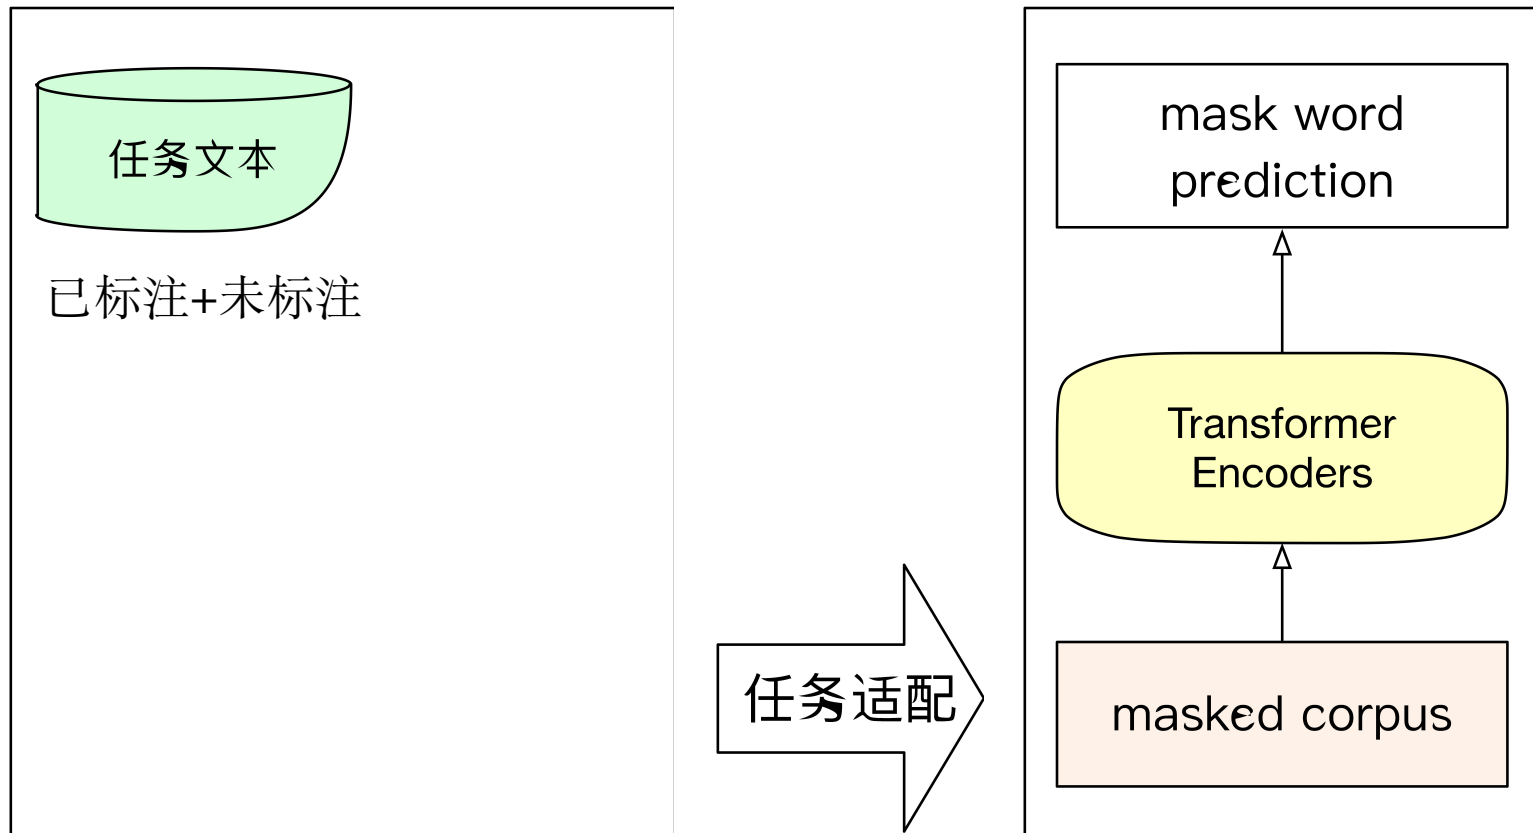 任务文本
已标注+未标注
任务适配
mask word
prediction
Transformer
Encoders
masked corpus